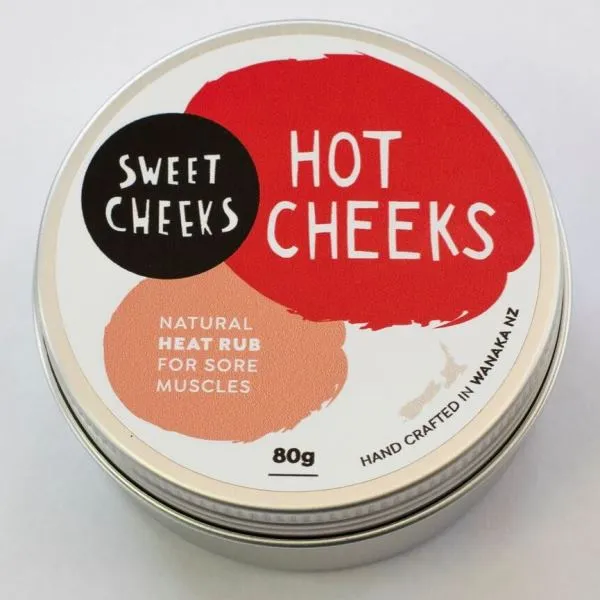 SWEET
CHEEKS
HOT
CHEEKS
NATURAL
HEAT RUB
FOR SORE
MUSCLES
80g
HAND CRAFTED IN WANAKA NZ